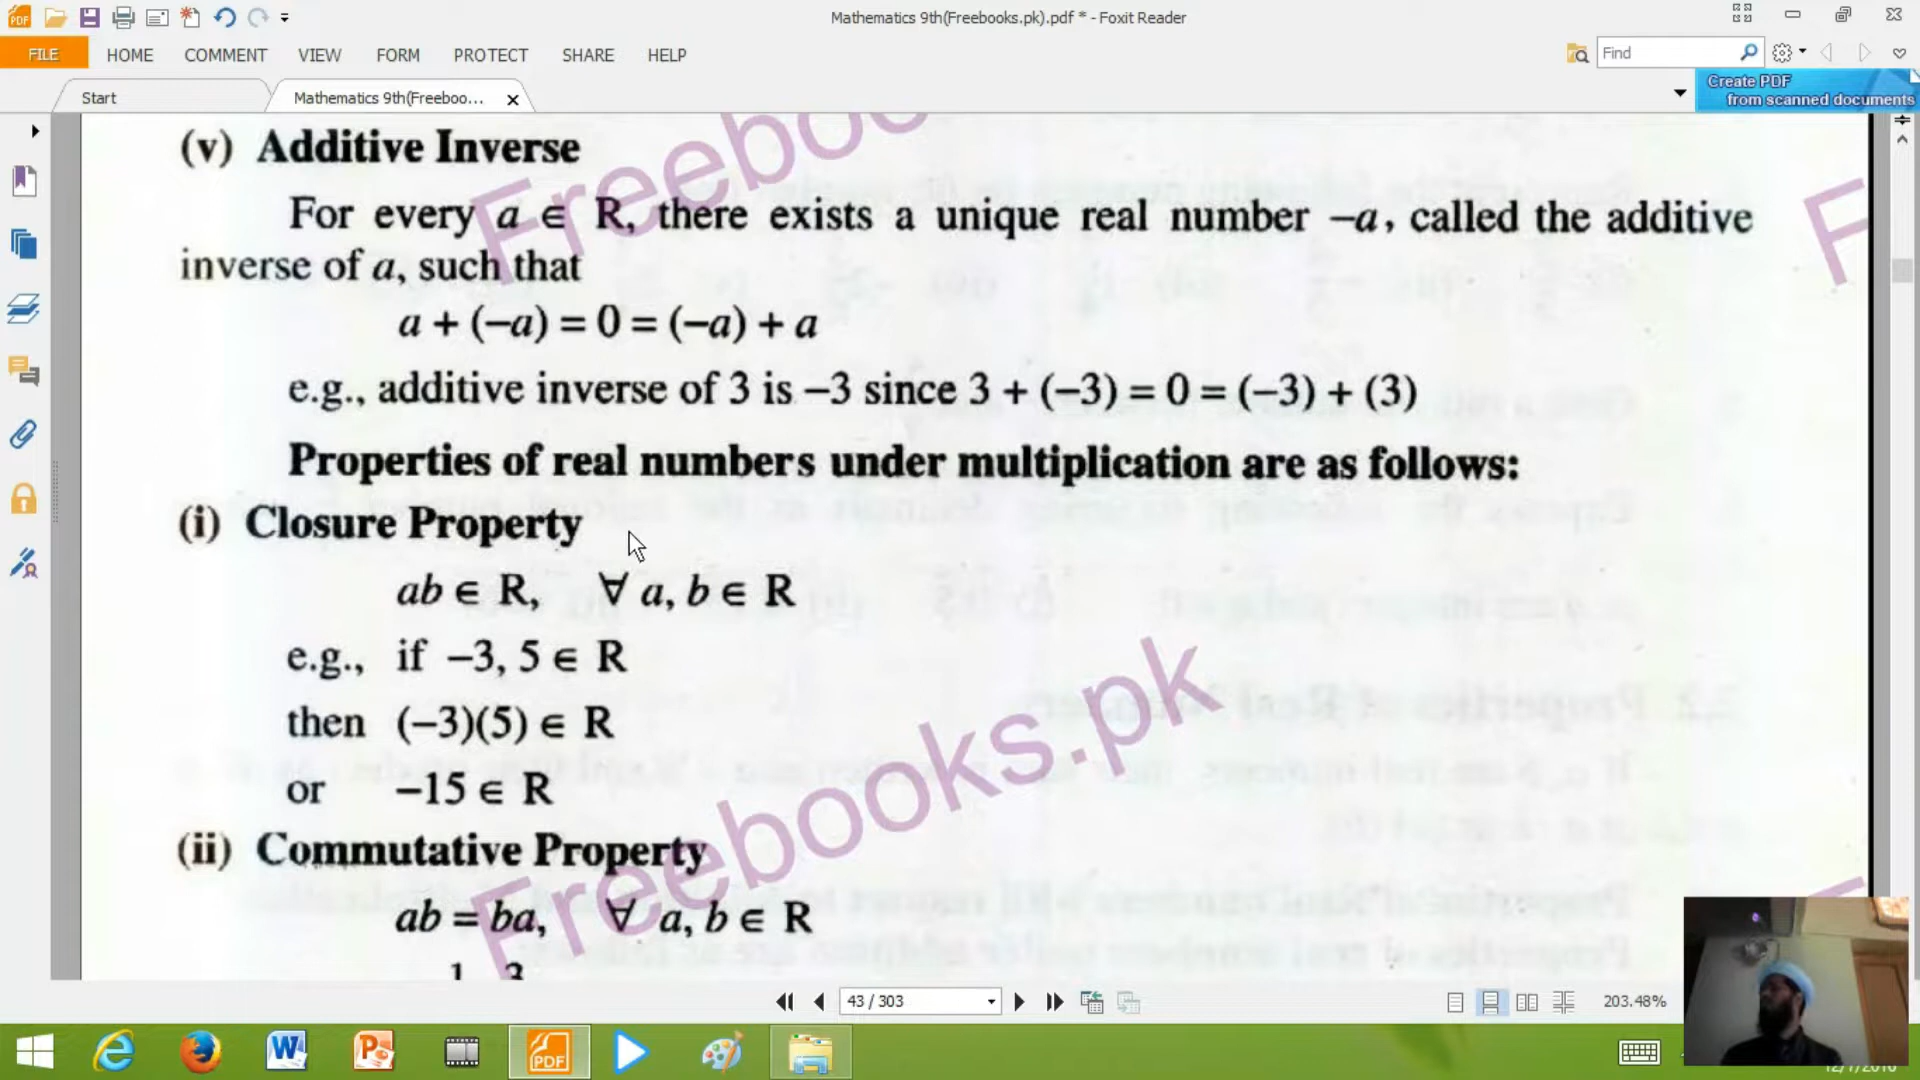 Mathematics 9th(Freebooks.pk).pdf * - Foxit Reader
FILE HOME COMMENT VIEW FORM PROTECT SHARE HELP
Find
Start Mathematics 9th(Freeboo...
Create PDF
from scanned documents
(v) Additive Inverse
For every a ∈ R, there exists a unique real number –a, called the additive
inverse of a, such that
a + (–a) = 0 = (–a) + a
e.g., additive inverse of 3 is –3 since 3 + (–3) = 0 = (–3) + (3)
Properties of real numbers under multiplication are as follows:
(i) Closure Property
ab ∈ R, ∀ a, b ∈ R
e.g., if –3, 5 ∈ R
then (–3)(5) ∈ R
or –15 ∈ R
(ii) Commutative Property
ab = ba, ∀ a, b ∈ R
Freebooks.pk
43 / 303
203.48%